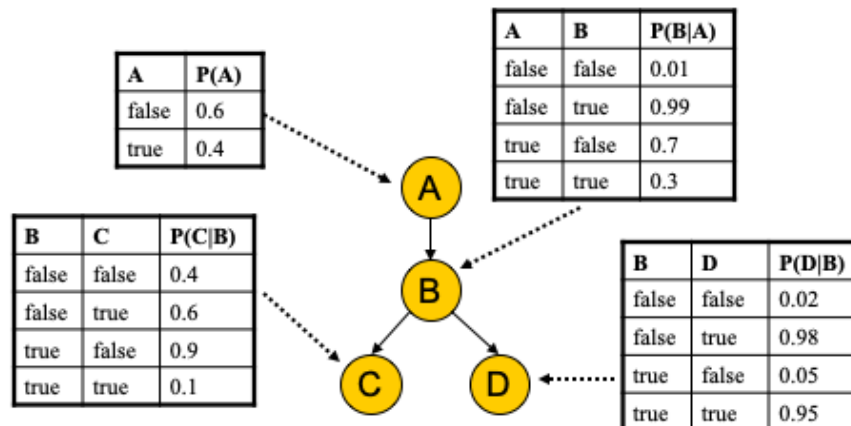 A B P(B|A)
false false 0.01
false true 0.99
true false 0.7
true true 0.3
A P(A)
false 0.6
true 0.4
A
B C P(C|B)
false false 0.4
false true 0.6
true false 0.9
true true 0.1
B
B D P(D|B)
false false 0.02
false true 0.98
true false 0.05
true true 0.95
C D